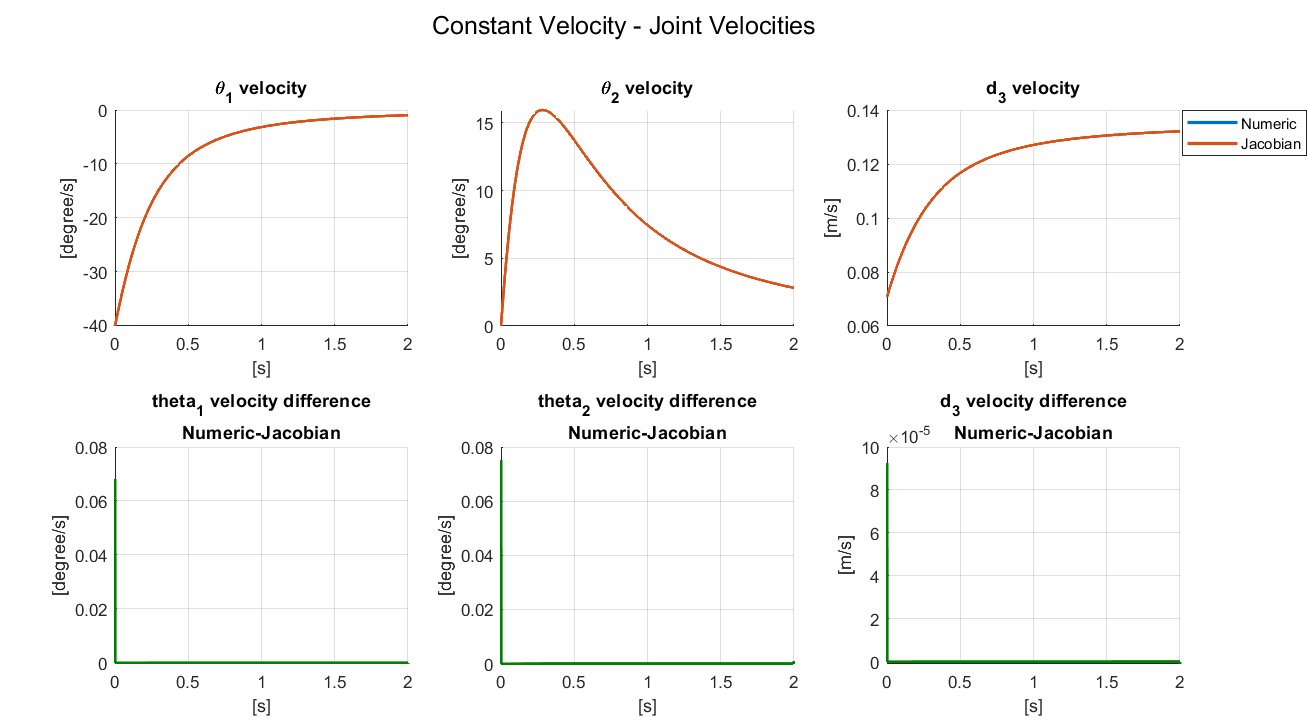 Constant Velocity - Joint Velocities
θ1 velocity
0
-10
-20
-30
-40
[degree/s]
0 0.5 1 1.5 2
[s]
θ2 velocity
15
10
5
0
[degree/s]
0 0.5 1 1.5 2
[s]
d3 velocity
0.14
0.12
0.1
0.08
0.06
[m/s]
0 0.5 1 1.5 2
[s]
Numeric
Jacobian
theta1 velocity difference
Numeric-Jacobian
0.08
0.06
0.04
0.02
0
[degree/s]
0 0.5 1 1.5 2
[s]
theta2 velocity difference
Numeric-Jacobian
0.08
0.06
0.04
0.02
0
[degree/s]
0 0.5 1 1.5 2
[s]
d3 velocity difference
×10-5 Numeric-Jacobian
10
8
6
4
2
0
[m/s]
0 0.5 1 1.5 2
[s]